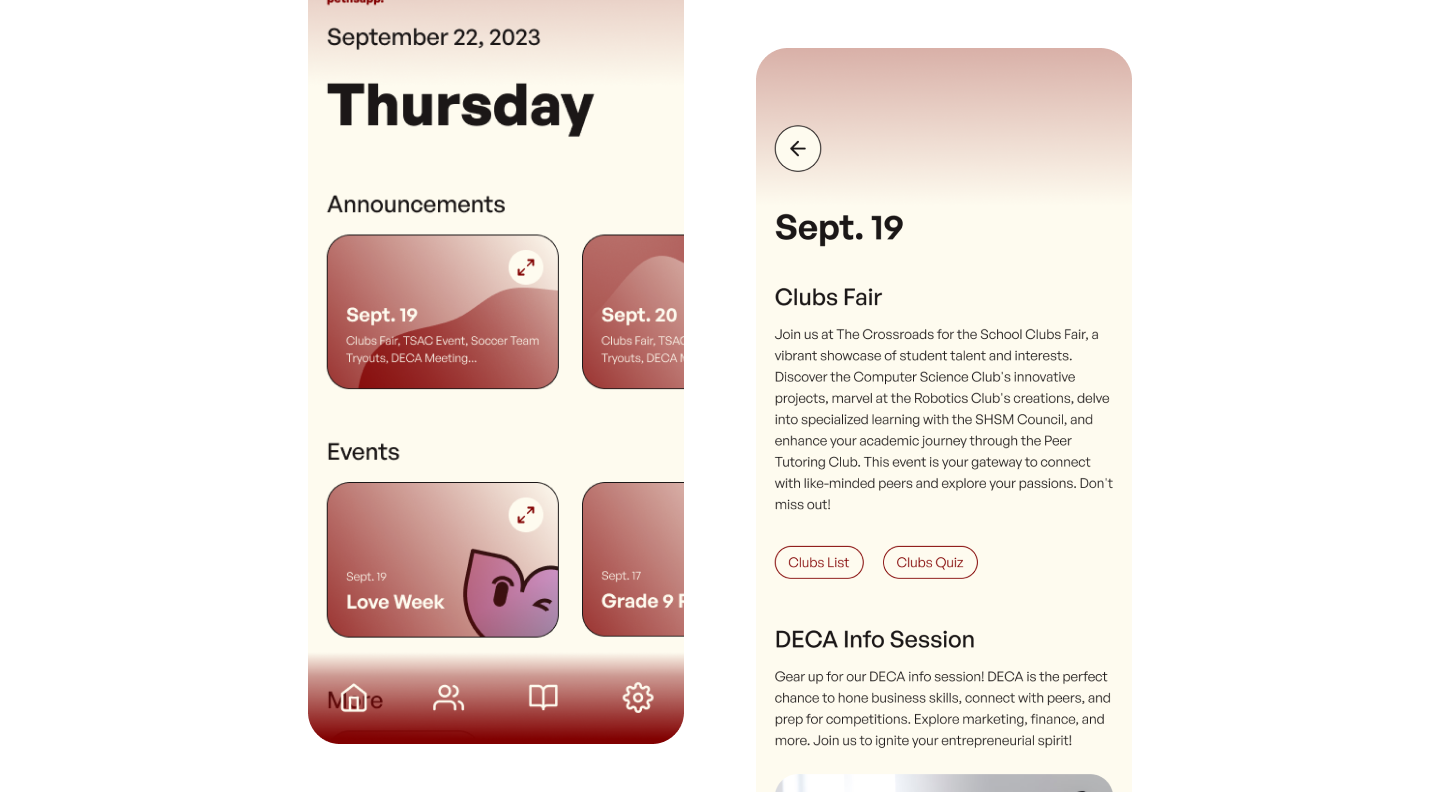 September 22, 2023
Thursday
Announcements
Sept. 19
Clubs Fair, TSAC Event, Soccer Team
Tryouts, DECA Meeting...
Sept. 20
Clubs Fair, TSAC
Tryouts, DECA M
Events
Sept. 19
Love Week
Sept. 17
Grade 9 P
More
Sept. 19
Clubs Fair
Join us at The Crossroads for the School Clubs Fair, a
vibrant showcase of student talent and interests.
Discover the Computer Science Club's innovative
projects, marvel at the Robotics Club's creations, delve
into specialized learning with the SHSM Council, and
enhance your academic journey through the Peer
Tutoring Club. This event is your gateway to connect
with like-minded peers and explore your passions. Don't
miss out!
Clubs List
Clubs Quiz
DECA Info Session
Gear up for our DECA info session! DECA is the perfect
chance to hone business skills, connect with peers, and
prep for competitions. Explore marketing, finance, and
more. Join us to ignite your entrepreneurial spirit!